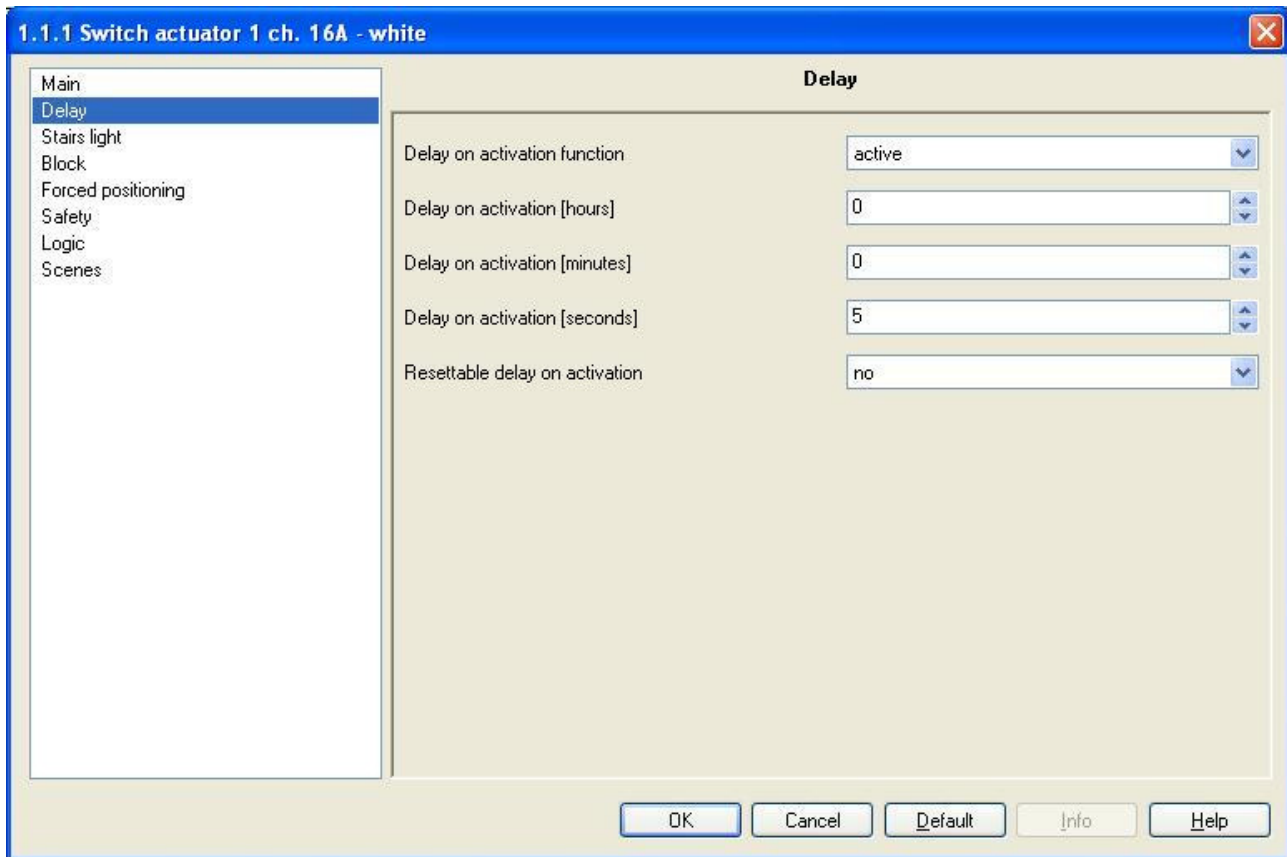 1.1.1 Switch actuator 1 ch. 16A - white
Main
Delay
Stairs light
Block
Forced positioning
Safety
Logic
Scenes
Delay
Delay on activation function active
Delay on activation [hours] 0
Delay on activation [minutes] 0
Delay on activation [seconds] 5
Resettable delay on activation no
OK Cancel Default Info Help